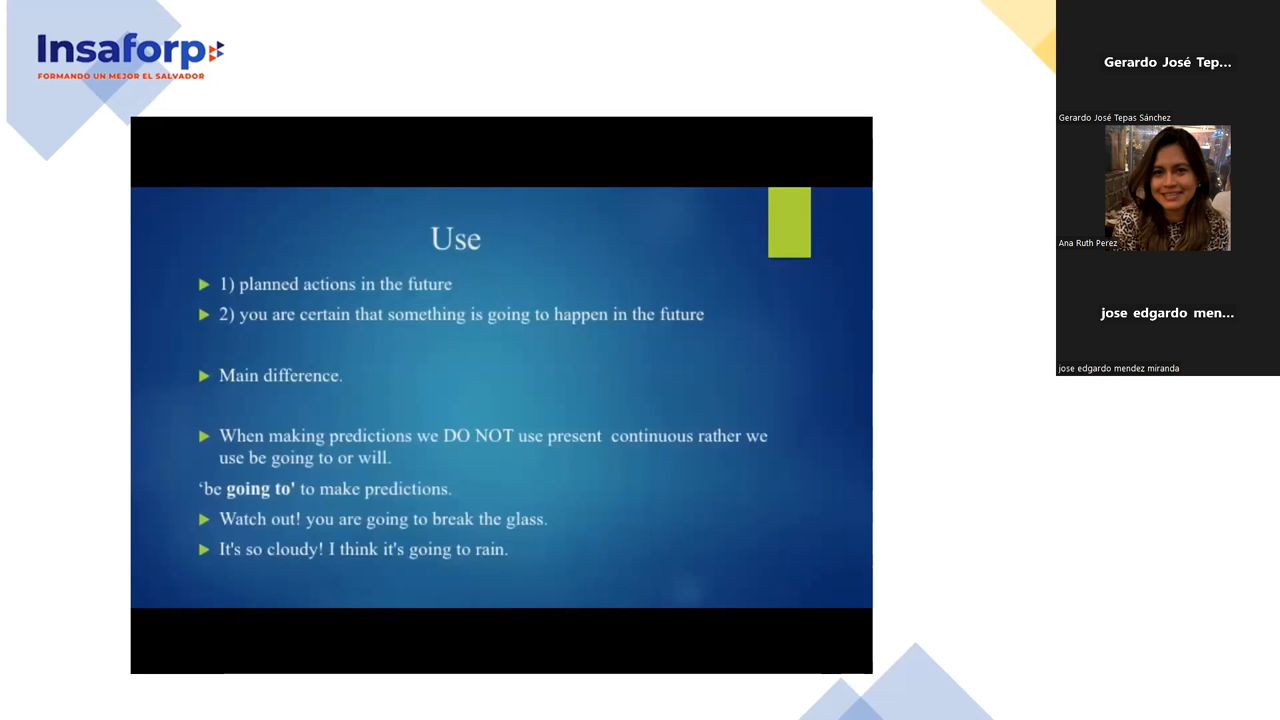 Insaforp
FORMANDO UN MEJOR EL SALVADOR
Use
1) planned actions in the future
2) you are certain that something is going to happen in the future
Main difference.
When making predictions we DO NOT use present continuous rather we
use be going to or will.
‘be going to' to make predictions.
Watch out! you are going to break the glass.
It's so cloudy! I think it's going to rain.
Gerardo José Tep...
Gerardo José Tepas Sánchez
Ana Ruth Perez
jose edgardo men...
jose edgardo mendez miranda